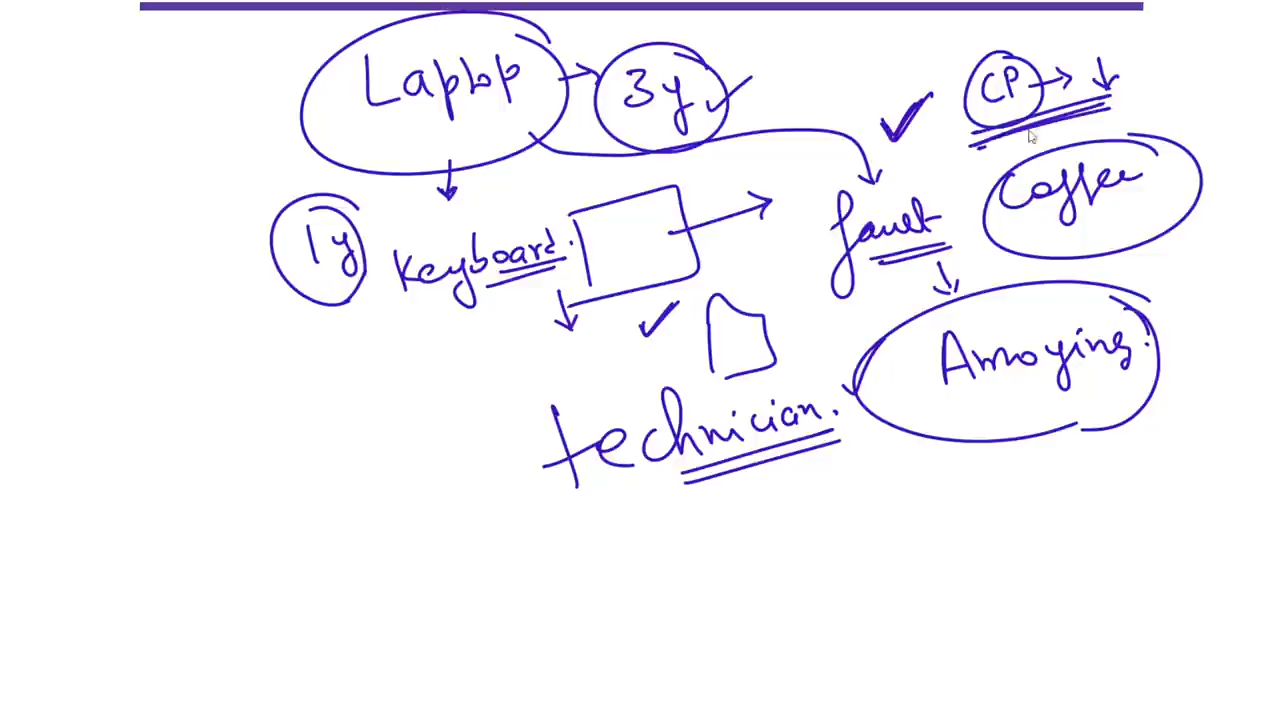 Laptop
3y
CP
Coffee
1y
Keyboard.
fault
Annoying.
technician.